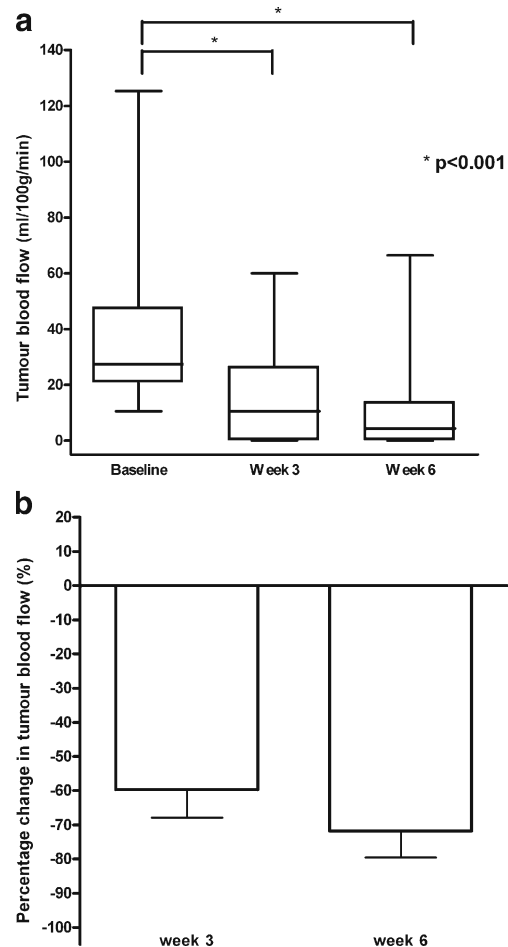 a
*
*
140
120
100
80
60
40
20
0
Tumour blood flow (ml/100g/min)
* p<0.001
Baseline
Week 3
Week 6
b
20
10
0
-10
-20
-30
-40
-50
-60
-70
-80
-90
-100
Percentage change in tumour blood flow (%)
week 3
week 6